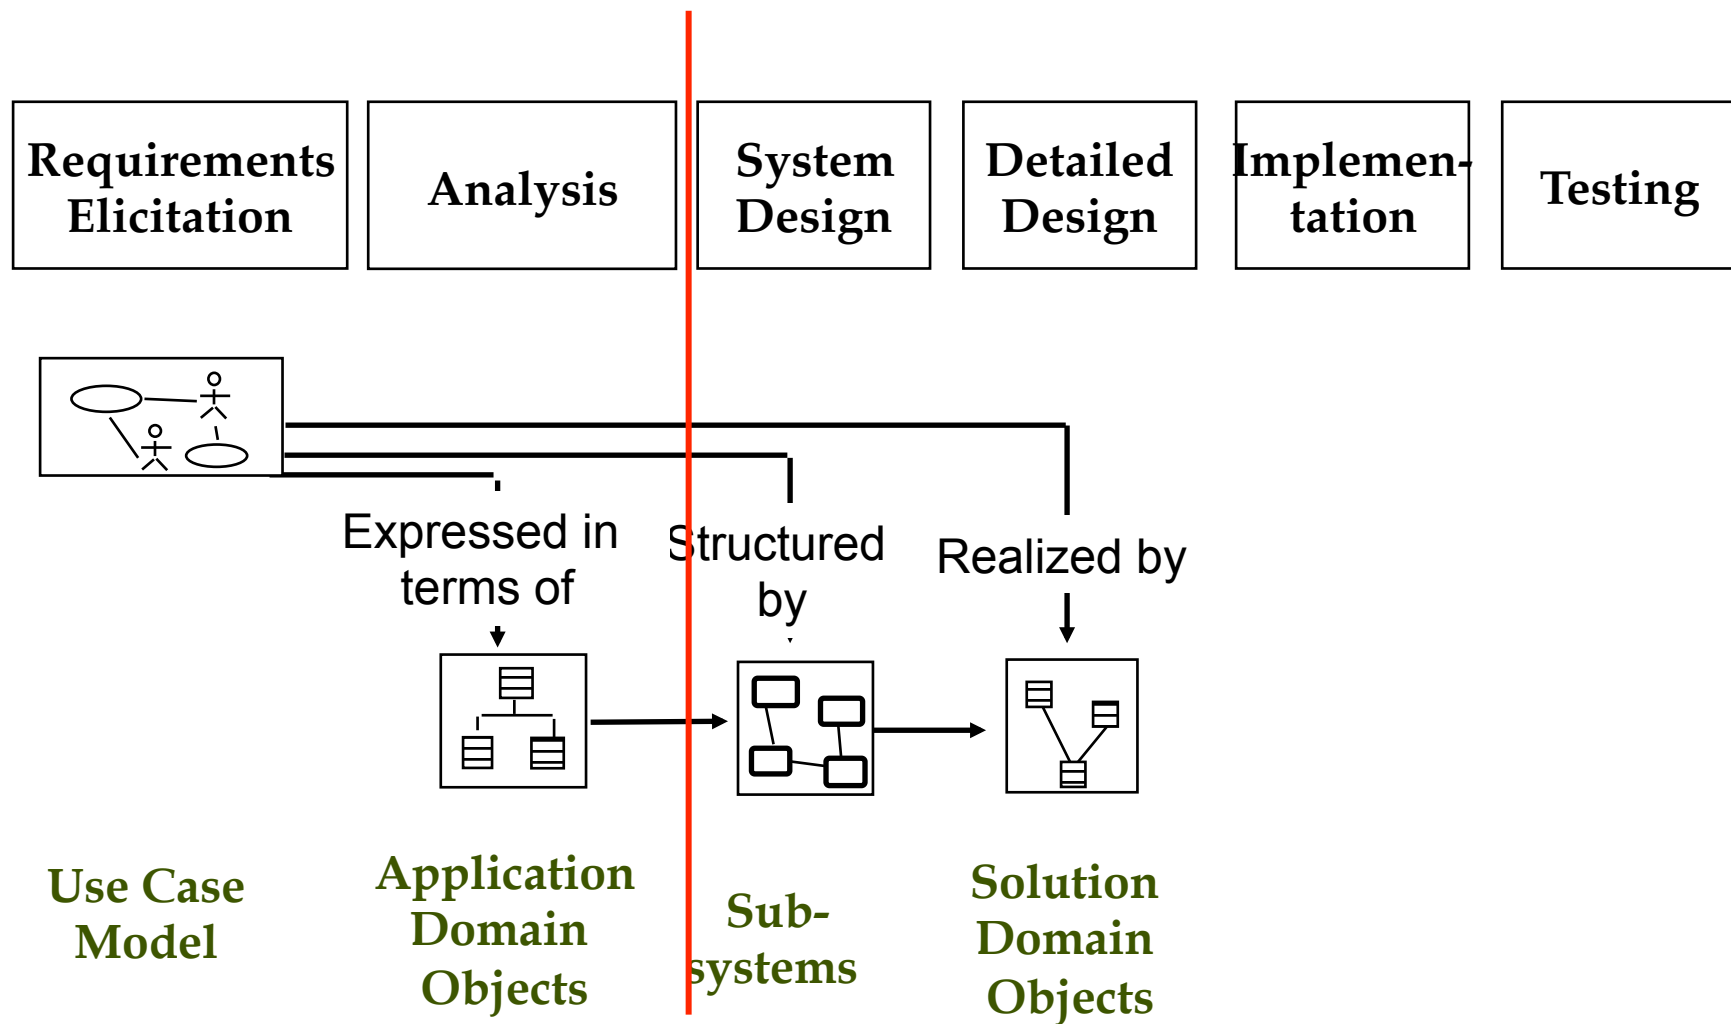 Requirements
Elicitation
Analysis
System
Design
Detailed
Design
Implemen-
tation
Testing
Expressed in
terms of
Structured
by
Realized by
Use Case
Model
Application
Domain
Objects
Sub-
systems
Solution
Domain
Objects